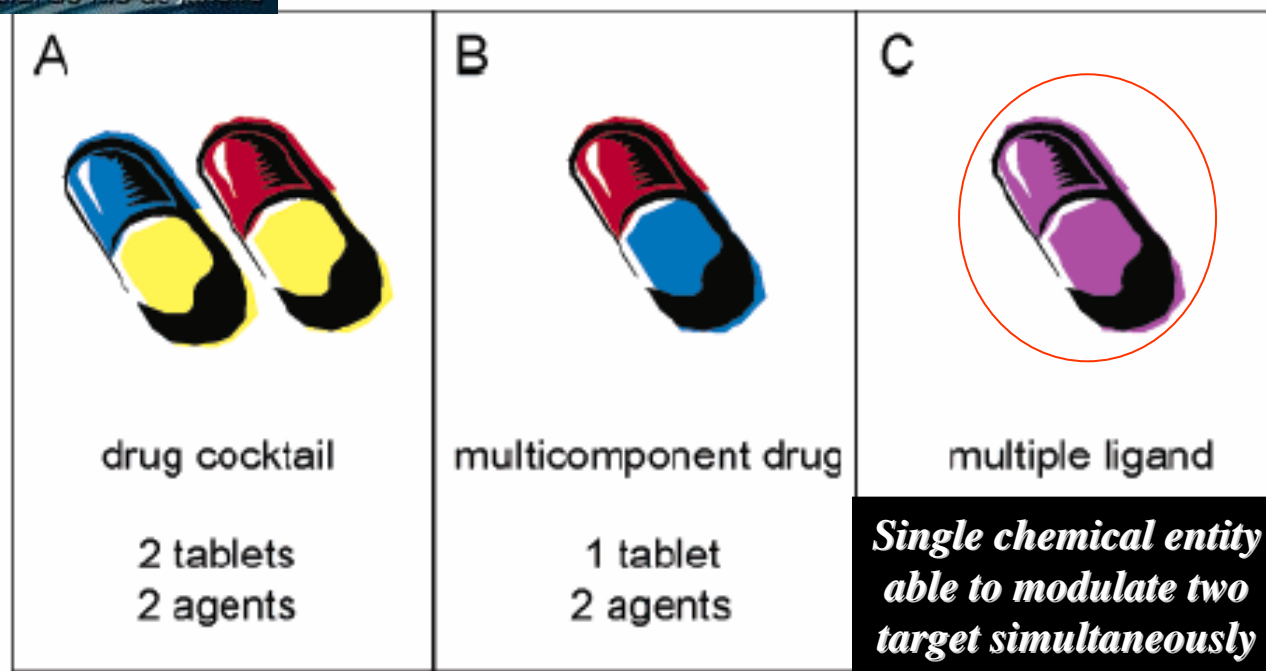 A
drug cocktail
2 tablets
2 agents
B
multicomponent drug
1 tablet
2 agents
C
multiple ligand
Single chemical entity
able to modulate two
target simultaneously